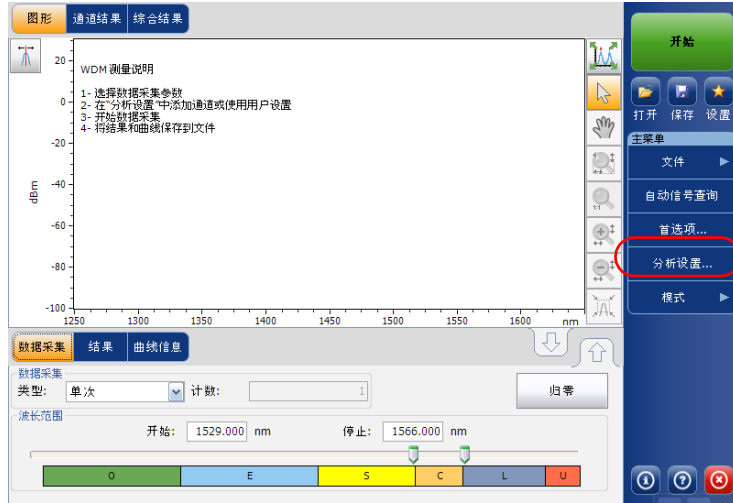 图形 通道结果 综合结果
WDM 测量说明
1- 选择数据采集参数
2- 在"分析设置"中添加通道或使用用户设置
3- 开始数据采集
4- 将结果和曲线保存到文件
20
0
-20
-40
-60
-80
-100
dBm
1250 1300 1350 1400 1450 1500 1550 1600 nm
1:1
数据采集 结果 曲线信息
数据采集
类型: 单次 计数: 1 归零
波长范围
开始: 1529.000 nm 停止: 1566.000 nm
O E S C L U
开始
打开 保存 设置
主菜单
文件
自动信号查询
首选项...
分析设置...
模式